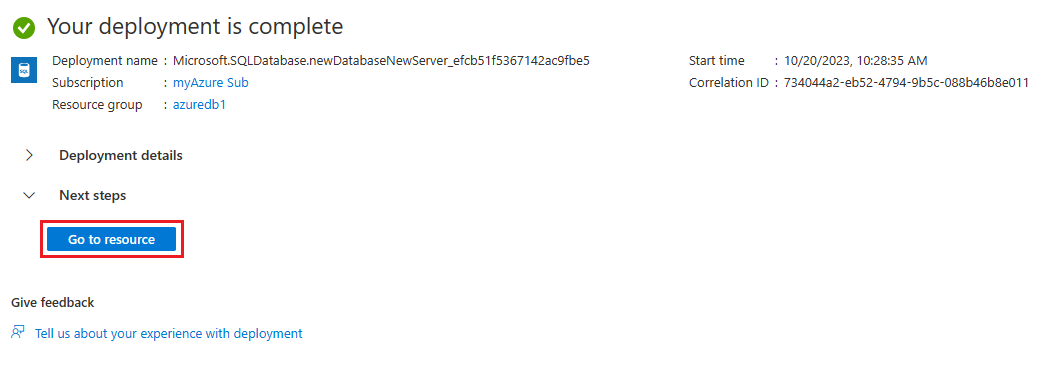 Your deployment is complete
Deployment name : Microsoft.SQLDatabase.newDatabaseNewServer_efcb51f5367142ac9fbe5
Subscription : myAzure Sub
Resource group : azuredb1
Start time : 10/20/2023, 10:28:35 AM
Correlation ID : 734044a2-eb52-4794-9b5c-088b46b8e011
Deployment details
Next steps
Go to resource
Give feedback
Tell us about your experience with deployment